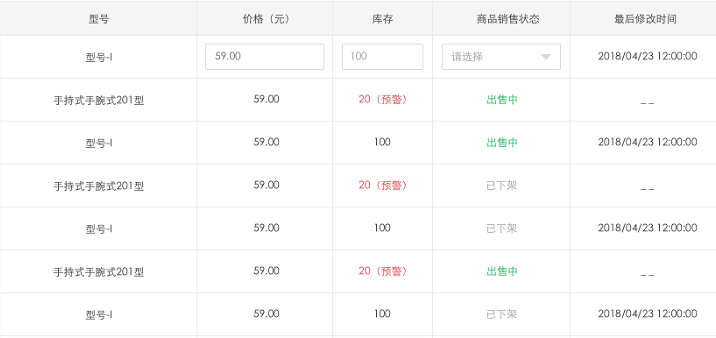 型号 价格（元） 库存 商品销售状态 最后修改时间
型号-I 59.00 100 请选择 2018/04/23 12:00:00
手持式手腕式201型 59.00 20（预警） 出售中 _ _
型号-I 59.00 100 出售中 2018/04/23 12:00:00
手持式手腕式201型 59.00 20（预警） 已下架 _ _
型号-I 59.00 100 已下架 2018/04/23 12:00:00
手持式手腕式201型 59.00 20（预警） 出售中 _ _
型号-I 59.00 100 已下架 2018/04/23 12:00:00